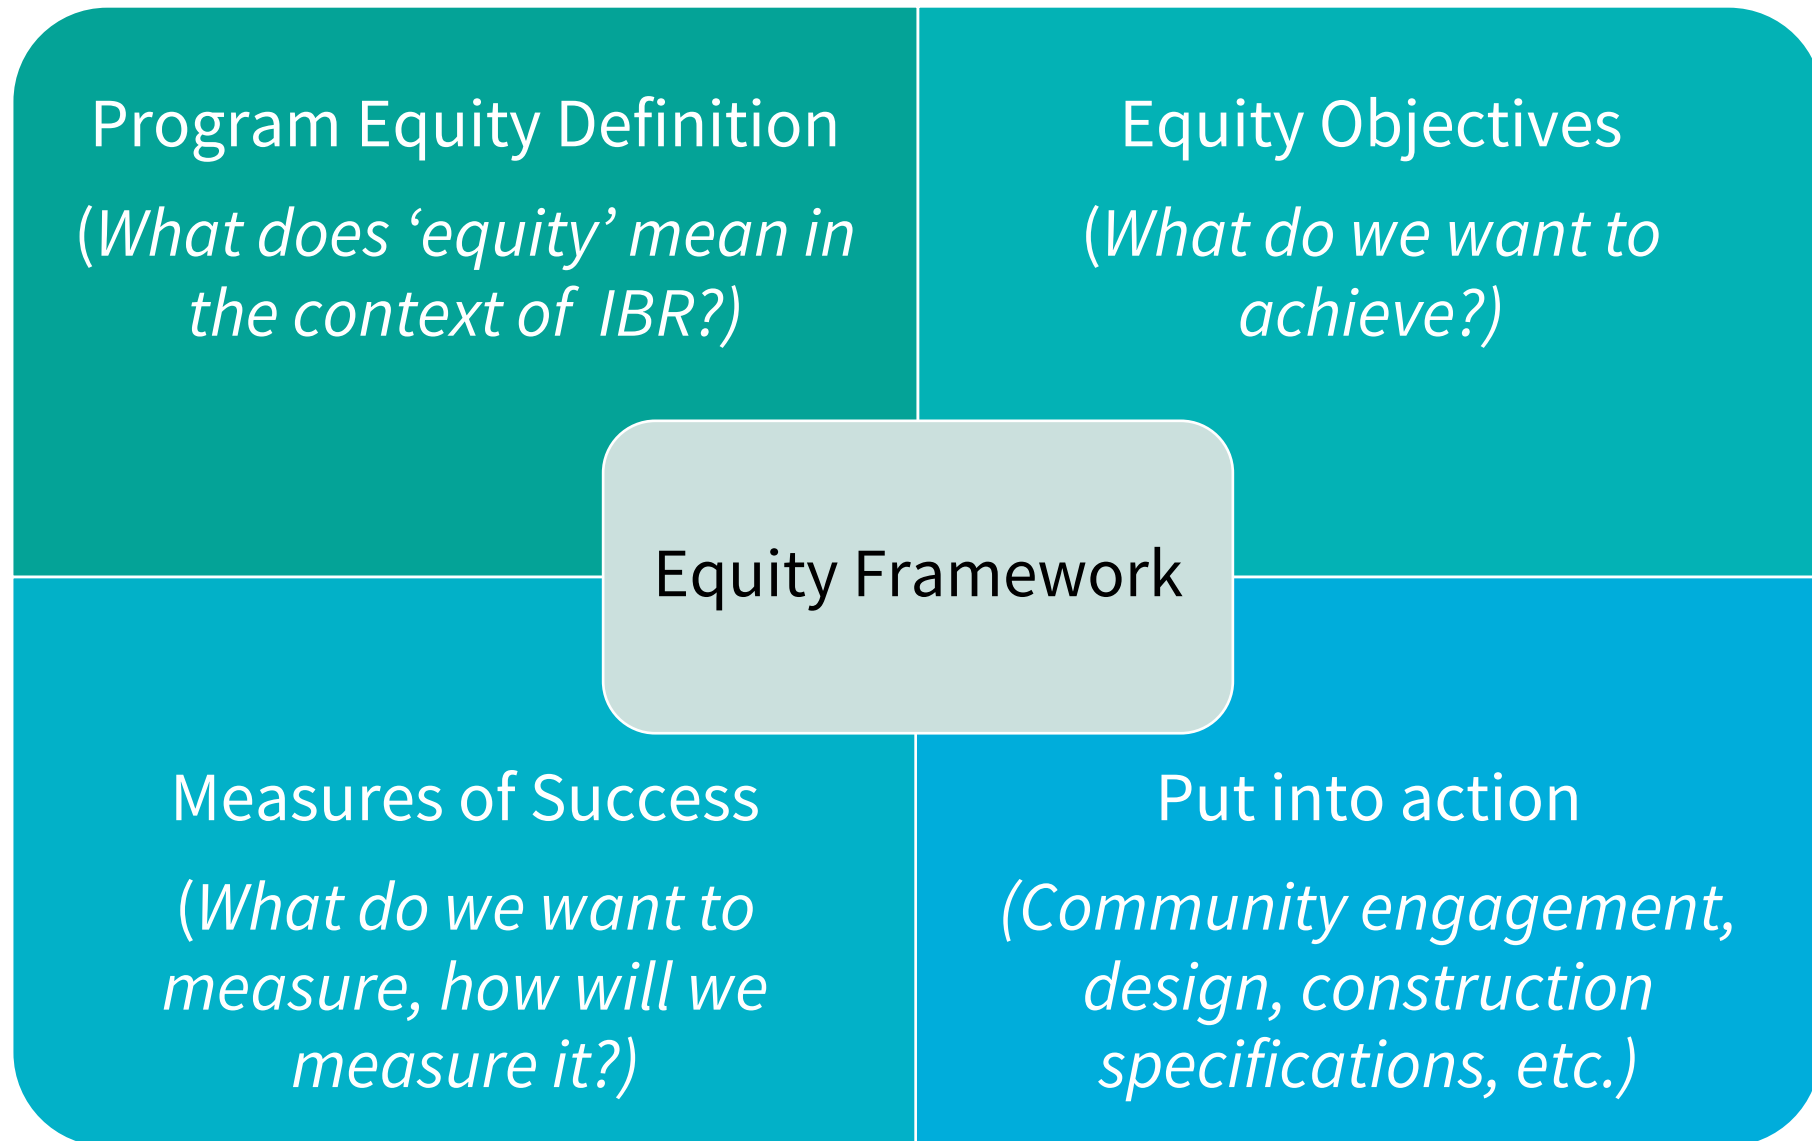 Program Equity Definition
(What does ‘equity’ mean in
the context of  IBR?)
Equity Objectives
(What do we want to
achieve?)
Equity Framework
Measures of Success
(What do we want to
measure, how will we
measure it?)
Put into action
(Community engagement,
design, construction
specifications, etc.)